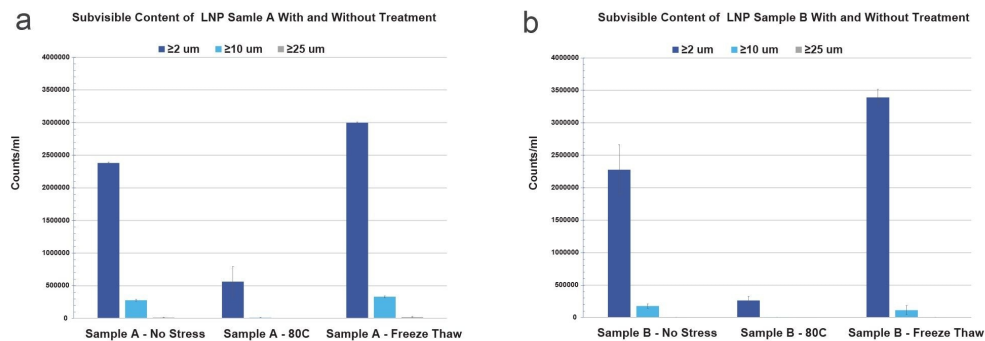 a
Subvisible Content of LNP Samle A With and Without Treatment
≥2 um ≥10 um ≥25 um
4000000
3500000
3000000
2500000
2000000
1500000
1000000
500000
0
Counts/ml
Sample A - No Stress Sample A - 80C Sample A - Freeze Thaw
b
Subvisible Content of LNP Sample B With and Without Treatment
≥2 um ≥10 um ≥25 um
4000000
3500000
3000000
2500000
2000000
1500000
1000000
500000
0
Counts/ml
Sample B - No Stress Sample B - 80C Sample B - Freeze Thaw